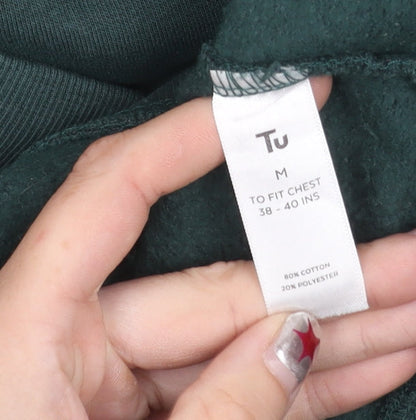 Tu
M
TO FIT CHEST
38 - 40 INS
80% COTTON
20% POLYESTER